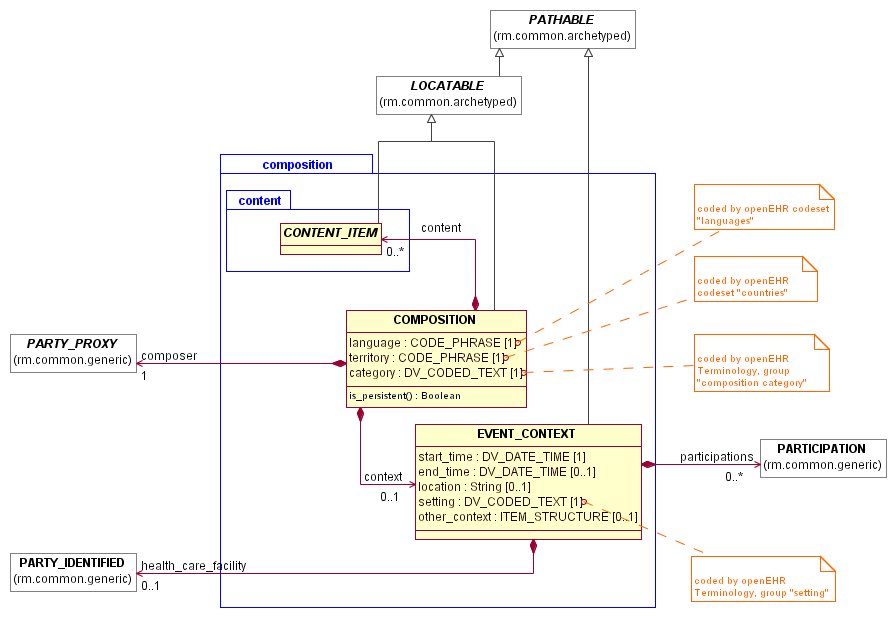 PATHABLE
(rm.common.archetyped)
LOCATABLE
(rm.common.archetyped)
composition
content
CONTENT_ITEM
content
0..*
coded by openEHR codeset
"languages"
coded by openEHR
codeset "countries"
COMPOSITION
language : CODE_PHRASE [1]
territory : CODE_PHRASE [1]
category : DV_CODED_TEXT [1]
is_persistent() : Boolean
PARTY_PROXY
(rm.common.generic)
composer
1
coded by openEHR
Terminology, group
"composition category"
EVENT_CONTEXT
start_time : DV_DATE_TIME [1]
end_time : DV_DATE_TIME [0..1]
location : String [0..1]
setting : DV_CODED_TEXT [1]
other_context : ITEM_STRUCTURE [0..1]
context
0..1
participations
0..*
PARTICIPATION
(rm.common.generic)
PARTY_IDENTIFIED
(rm.common.generic)
health_care_facility
0..1
coded by openEHR
Terminology, group "setting"